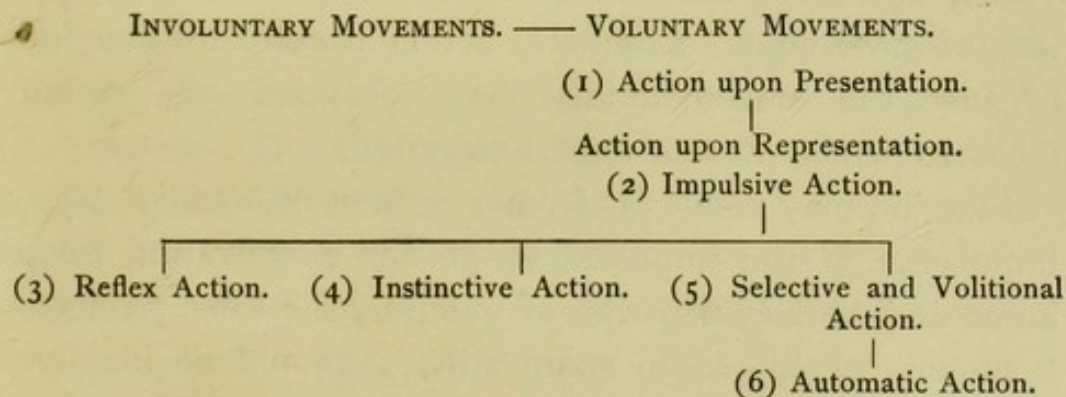 INVOLUNTARY MOVEMENTS. —— VOLUNTARY MOVEMENTS.
(1) Action upon Presentation.
Action upon Representation.
(2) Impulsive Action.
(3) Reflex Action. (4) Instinctive Action. (5) Selective and Volitional
Action.
(6) Automatic Action.